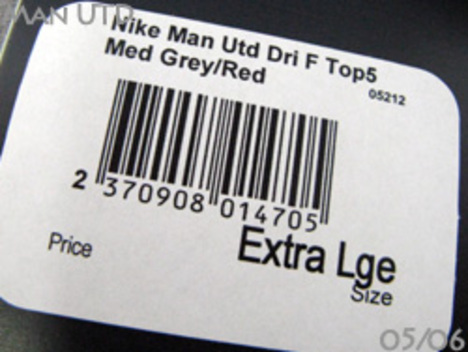 MAN UTD
Nike Man Utd Dri F Top5
Med Grey/Red
05212
2 370908 014705
Extra Lge
Price
Size
05/06